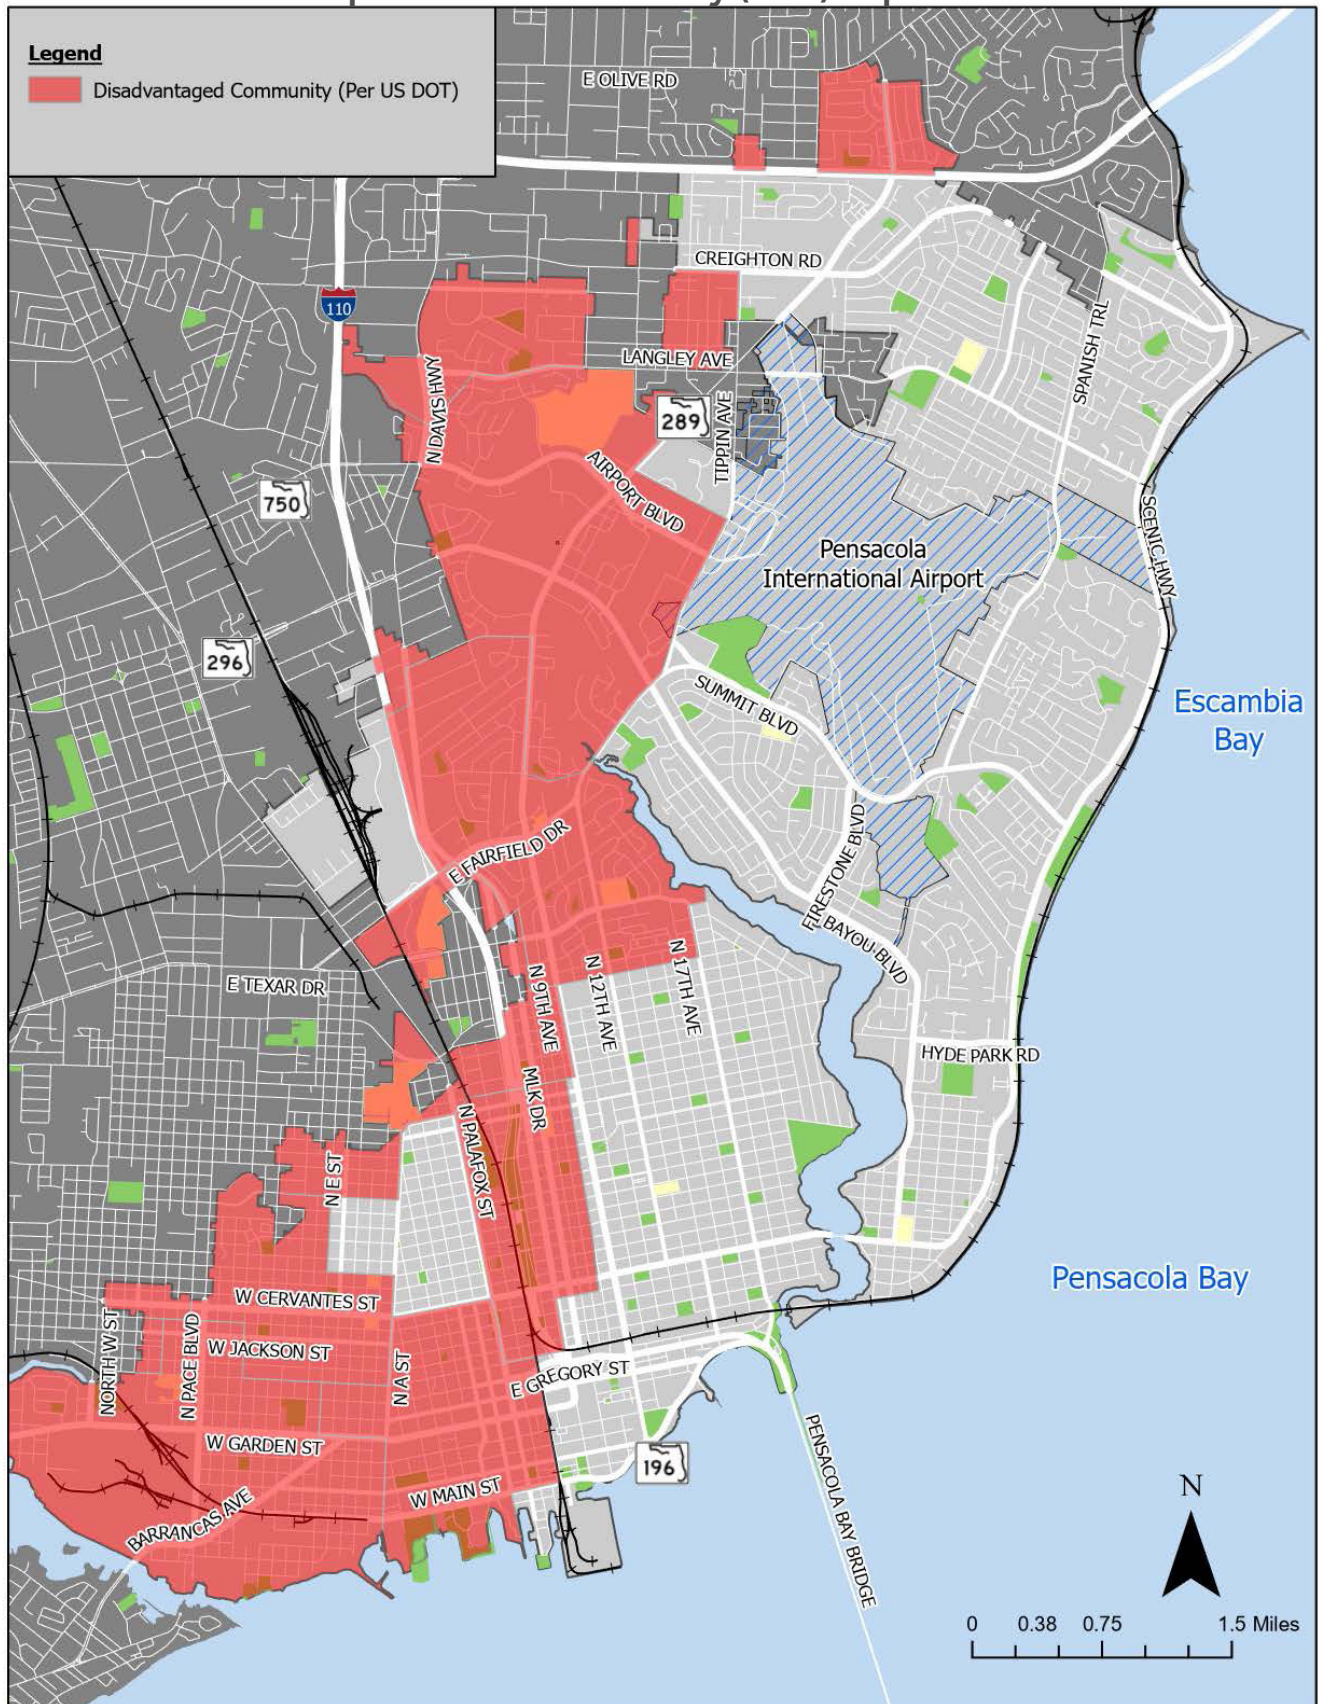 Legend
Disadvantaged Community (Per US DOT)
E OLIVE RD
CREIGHTON RD
110
LANGLEY AVE
SPANISH TRL
N DAVIS HWY
289
TIPPIN AVE
AIRPORT BLVD
750
SCENIC HWY
Pensacola
International Airport
296
SUMMIT BLVD
Escambia
Bay
E FAIRFIELD DR
FIRESTONE BLVD
BAYOU BLVD
E TEXAR DR
N 9TH AVE
N 12TH AVE
N 17TH AVE
HYDE PARK RD
MLK DR
N PALAFOX ST
N E ST
Pensacola Bay
W CERVANTES ST
NORTH W ST
N PACE BLVD
W JACKSON ST
N A ST
E GREGORY ST
W GARDEN ST
196
PENSACOLA BAY BRIDGE
W MAIN ST
BARRANCAS AVE
N
0 0.38 0.75 1.5 Miles